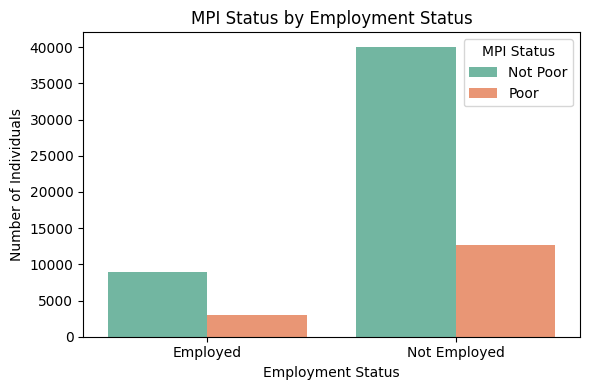 MPI Status by Employment Status
Number of Individuals
40000
35000
30000
25000
20000
15000
10000
5000
0
MPI Status
Not Poor
Poor
Employed
Not Employed
Employment Status